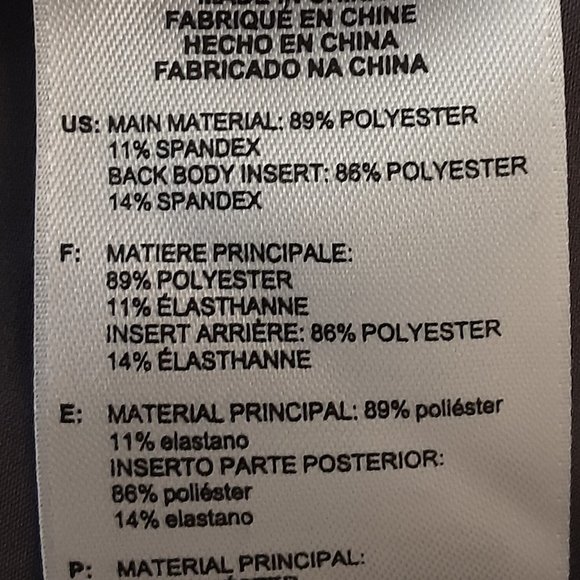 FABRIQUÉ EN CHINE
HECHO EN CHINA
FABRICADO NA CHINA
US: MAIN MATERIAL: 89% POLYESTER
11% SPANDEX
BACK BODY INSERT: 86% POLYESTER
14% SPANDEX
F: MATIERE PRINCIPALE:
89% POLYESTER
11% ÉLASTHANNE
INSERT ARRIÈRE: 86% POLYESTER
14% ÉLASTHANNE
E: MATERIAL PRINCIPAL: 89% poliéster
11% elastano
INSERTO PARTE POSTERIOR:
86% poliéster
14% elastano
P: MATERIAL PRINCIPAL: